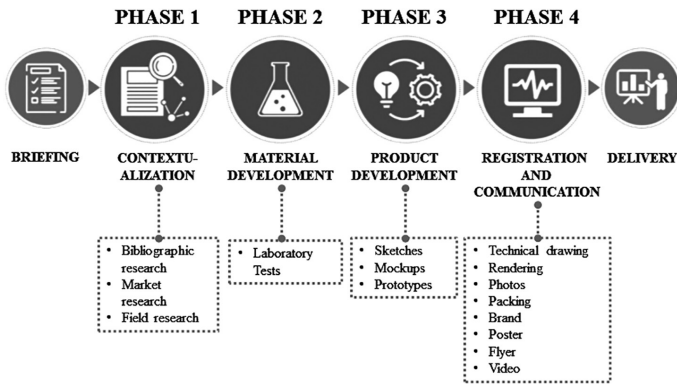 PHASE 1
PHASE 2
PHASE 3
PHASE 4
BRIEFING
CONTEXTU-
ALIZATION
MATERIAL
DEVELOPMENT
PRODUCT
DEVELOPMENT
REGISTRATION
AND
COMMUNICATION
DELIVERY
• Bibliographic
research
• Market
research
• Field research
• Laboratory
Tests
• Sketches
• Mockups
• Prototypes
• Technical drawing
• Rendering
• Photos
• Packing
• Brand
• Poster
• Flyer
• Video